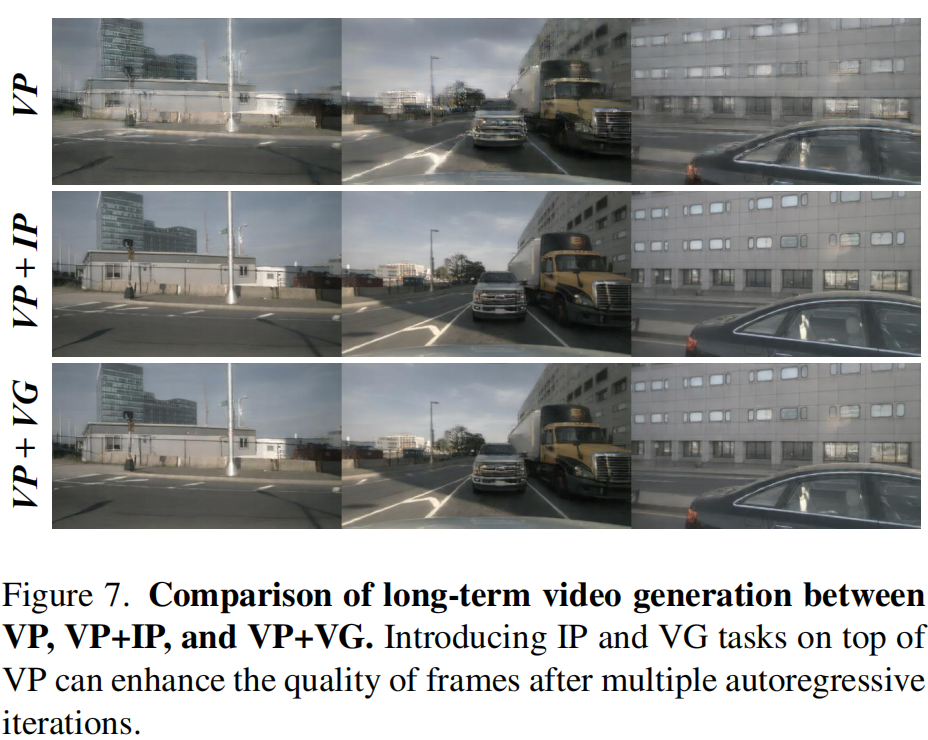 VP
VP + IP
VP + VG
Figure 7. Comparison of long-term video generation between
VP, VP+IP, and VP+VG. Introducing IP and VG tasks on top of
VP can enhance the quality of frames after multiple autoregressive
iterations.